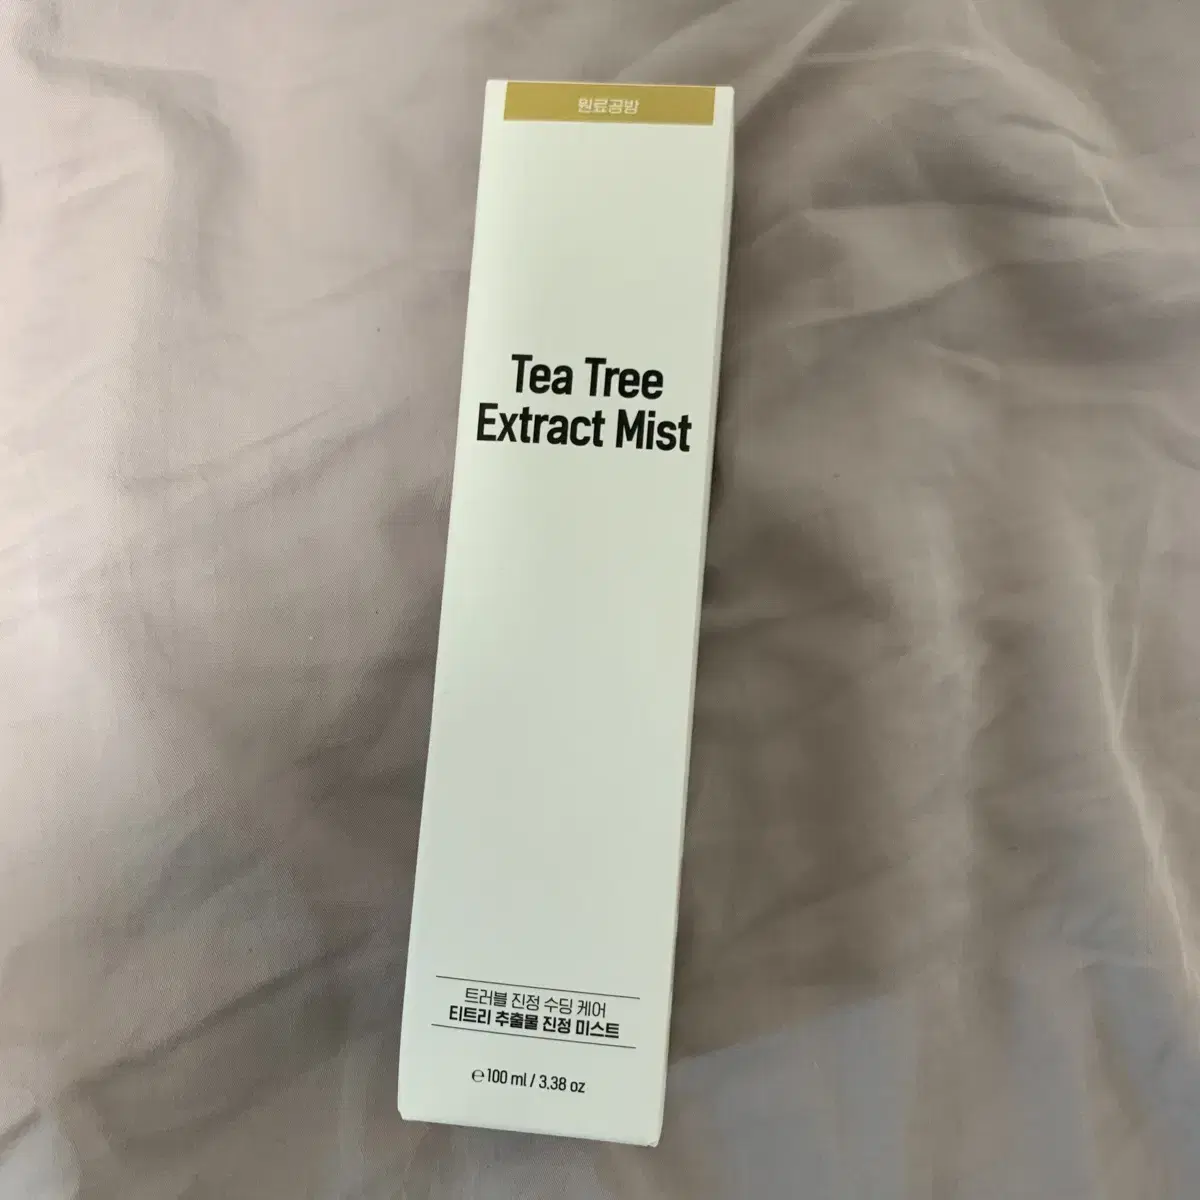 원료공방
Tea Tree
Extract Mist
트러블 진정 수딩 케어
티트리 추출물 진정 미스트
℮100 ml / 3.38 oz